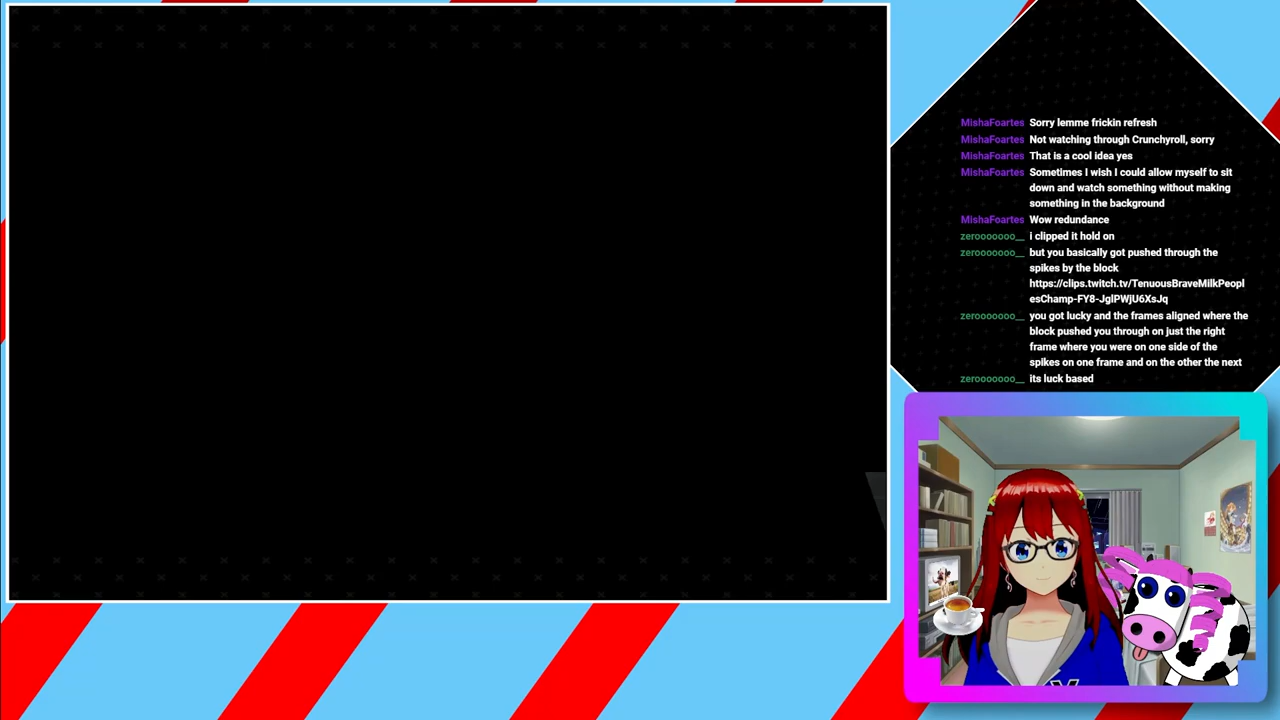 MishaFoartes Sorry lemme frickin refresh
MishaFoartes Not watching through Crunchyroll, sorry
MishaFoartes That is a cool idea yes
MishaFoartes Sometimes I wish I could allow myself to sit
down and watch something without making
something in the background
MishaFoartes Wow redundance
zerooooooo__ i clipped it hold on
zerooooooo__ but you basically got pushed through the
spikes by the block
https://clips.twitch.tv/TenuousBraveMilkPeopl
esChamp-FY8-JglPWjU6XsJq
zerooooooo__ you got lucky and the frames aligned where the
block pushed you through on just the right
frame where you were on one side of the
spikes on one frame and on the other the next
zerooooooo__ its luck based